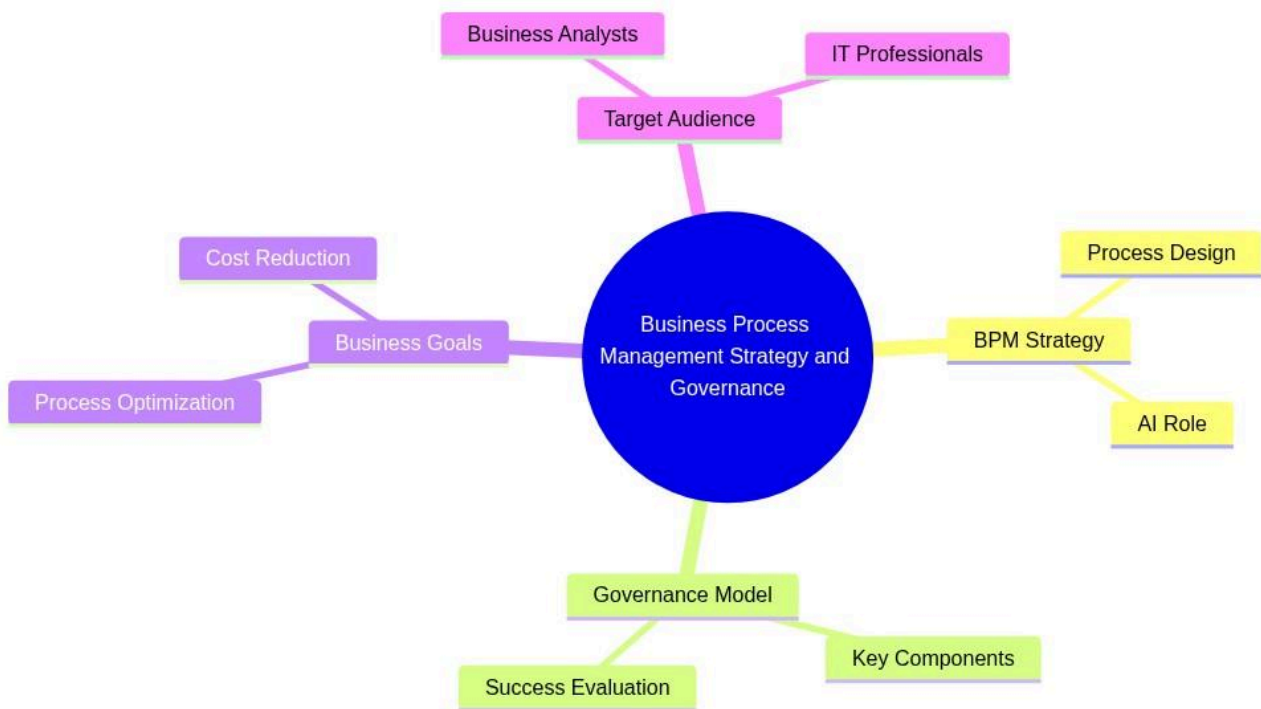 Business Analysts
IT Professionals
Target Audience
Cost Reduction
Process Design
Business Process
Management Strategy and
Governance
Business Goals
BPM Strategy
Process Optimization
AI Role
Governance Model
Key Components
Success Evaluation